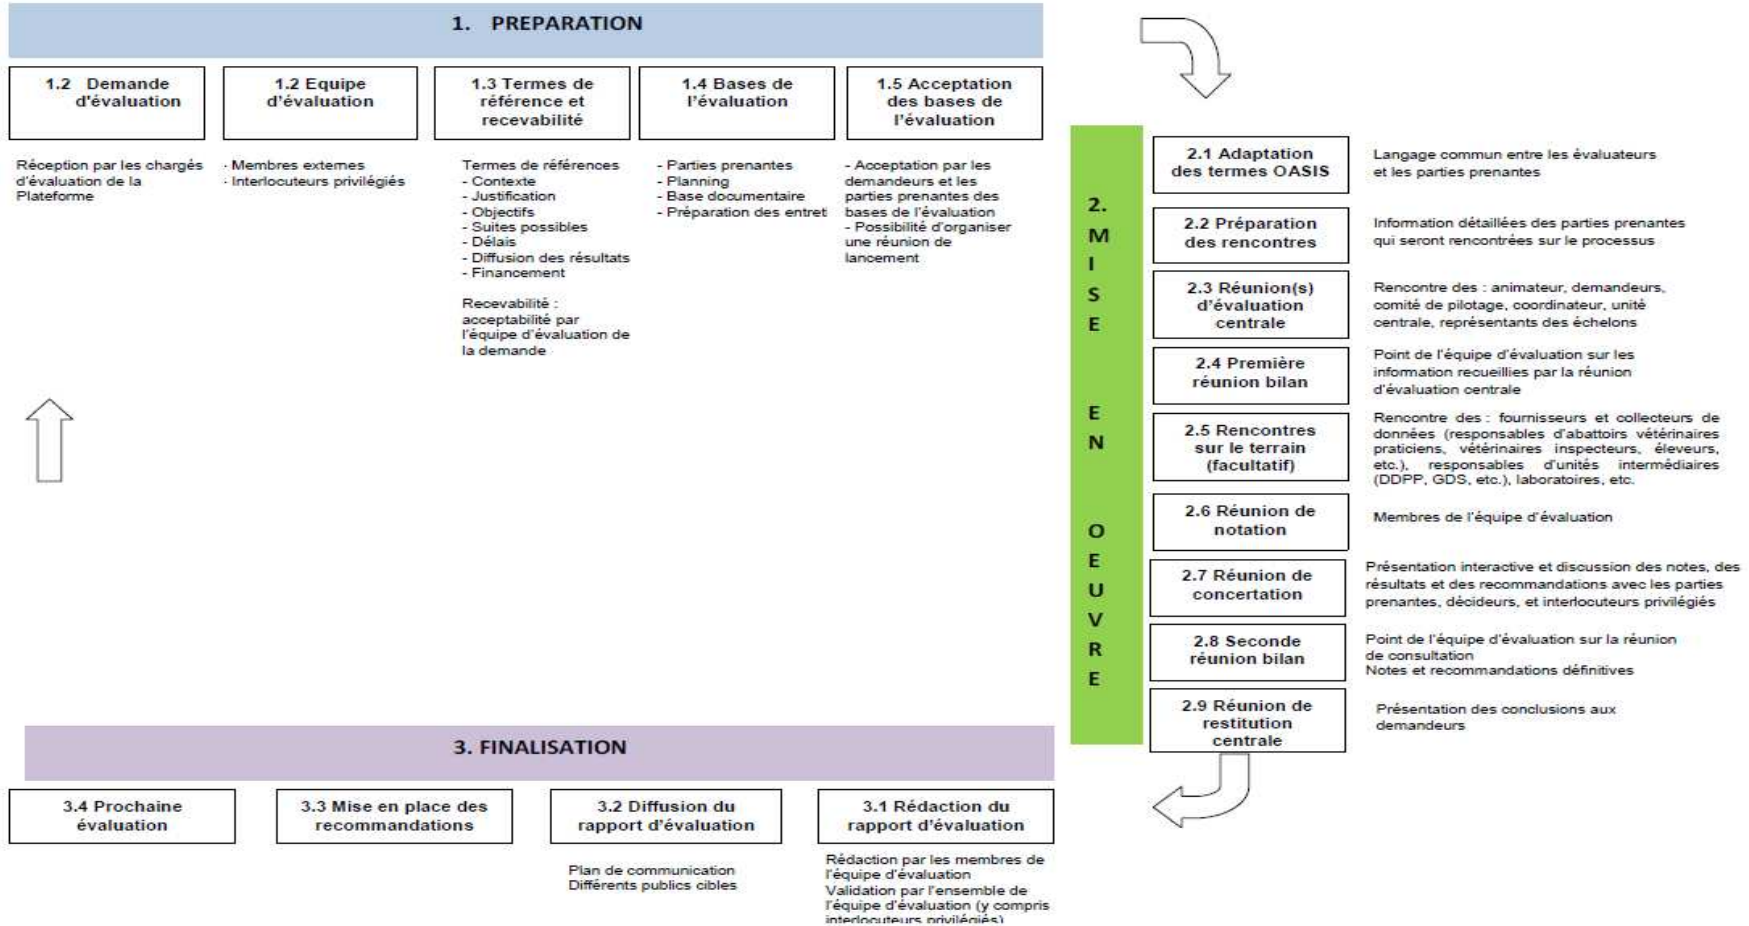 1. PREPARATION
1.2 Demande
d'évaluation
Réception par les chargés
d'évaluation de la
Plateforme
1.2 Equipe
d'évaluation
- Membres externes
- Interlocuteurs privilégiés
1.3 Termes de
référence et
recevabilité
Termes de références
- Contexte
- Justification
- Objectifs
- Suites possibles
- Délais
- Diffusion des résultats
- Financement
Recevabilité :
acceptabilité par
l'équipe d'évaluation de
la demande
1.4 Bases de
l'évaluation
- Parties prenantes
- Planning
- Base documentaire
- Préparation des entreti
1.5 Acceptation
des bases de
l'évaluation
- Acceptation par les
demandeurs et les
parties prenantes des
bases de l'évaluation
- Possibilité d'organiser
une réunion de
lancement
2.
M
I
S
E
E
N
O
E
U
V
R
E
2.1 Adaptation
des termes OASIS
Langage commun entre les évaluateurs
et les parties prenantes
2.2 Préparation
des rencontres
Information détaillées des parties prenantes
qui seront rencontrées sur le processus
2.3 Réunion(s)
d'évaluation
centrale
Rencontre des : animateur, demandeurs,
comité de pilotage, coordinateur, unité
centrale, représentants des échelons
2.4 Première
réunion bilan
Point de l'équipe d'évaluation sur les
information recueillies par la réunion
d'évaluation centrale
2.5 Rencontres
sur le terrain
(facultatif)
Rencontre des : fournisseurs et collecteurs de
données (responsables d'abattoirs vétérinaires
praticiens, vétérinaires inspecteurs, éleveurs,
etc.), responsables d'unités intermédiaires
(DDPP, GDS, etc.), laboratoires, etc.
2.6 Réunion de
notation
Membres de l'équipe d'évaluation
2.7 Réunion de
concertation
Présentation interactive et discussion des notes, des
résultats et des recommandations avec les parties
prenantes, décideurs, et interlocuteurs privilégiés
2.8 Seconde
réunion bilan
Point de l'équipe d'évaluation sur la réunion
de consultation
Notes et recommandations définitives
2.9 Réunion de
restitution
centrale
Présentation des conclusions aux
demandeurs
3. FINALISATION
3.4 Prochaine
évaluation
3.3 Mise en place des
recommandations
3.2 Diffusion du
rapport d'évaluation
Plan de communication
Différents publics cibles
3.1 Rédaction du
rapport d'évaluation
Rédaction par les membres de
l'équipe d'évaluation
Validation par l'ensemble de
l'équipe d'évaluation (y compris
interlocuteurs privilégiés)